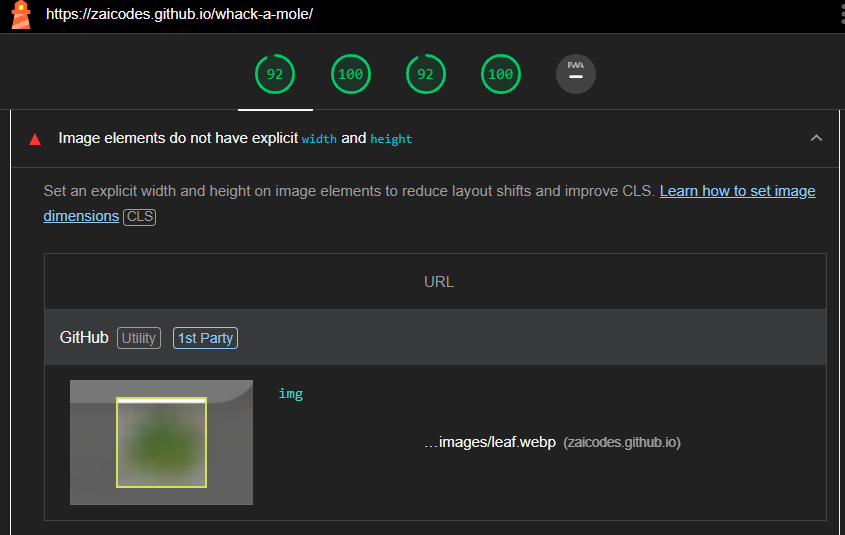 https://zaicodes.github.io/whack-a-mole/
92 100 92 100 PWA
Image elements do not have explicit width and height
Set an explicit width and height on image elements to reduce layout shifts and improve CLS. Learn how to set image
dimensions CLS
URL
GitHub Utility 1st Party
img
…images/leaf.webp (zaicodes.github.io)